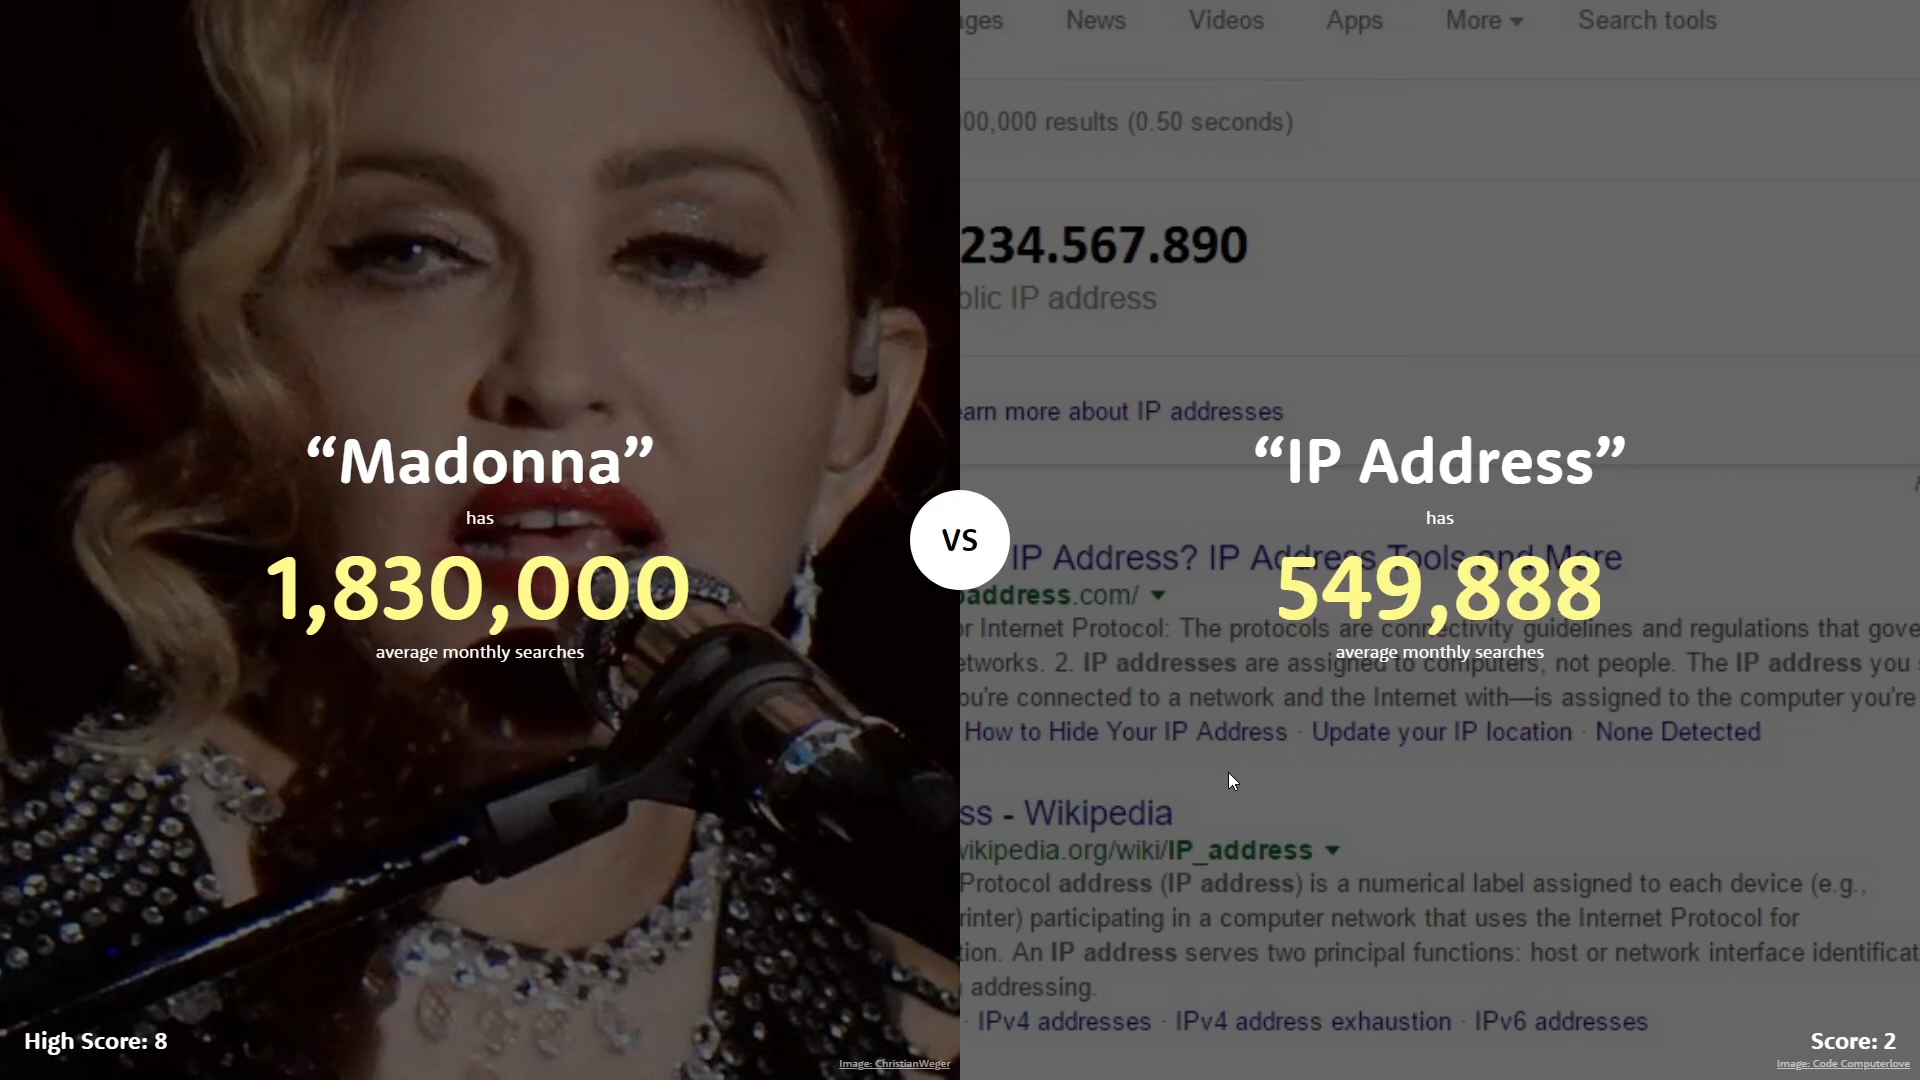 “Madonna”
has
1,830,000
average monthly searches
High Score: 8
Image: ChristianWeger
VS
ges News Videos Apps More Search tools
00,000 results (0.50 seconds)
234.567.890
blic IP address
earn more about IP addresses
“IP Address”
has
IP Address? IP Address Tools and More
549,888
paddress.com/
or Internet Protocol: The protocols are connectivity guidelines and regulations that gove
average monthly searches
etworks. 2. IP addresses are assigned to computers, not people. The IP address you
ou're connected to a network and the Internet with—is assigned to the computer you're
How to Hide Your IP Address · Update your IP location · None Detected
ss - Wikipedia
wikipedia.org/wiki/IP_address
Protocol address (IP address) is a numerical label assigned to each device (e.g.,
rinter) participating in a computer network that uses the Internet Protocol for
tion. An IP address serves two principal functions: host or network interface identificat
addressing.
· IPv4 addresses · IPv4 address exhaustion · IPv6 addresses
Score: 2
Image: Code Computerlove